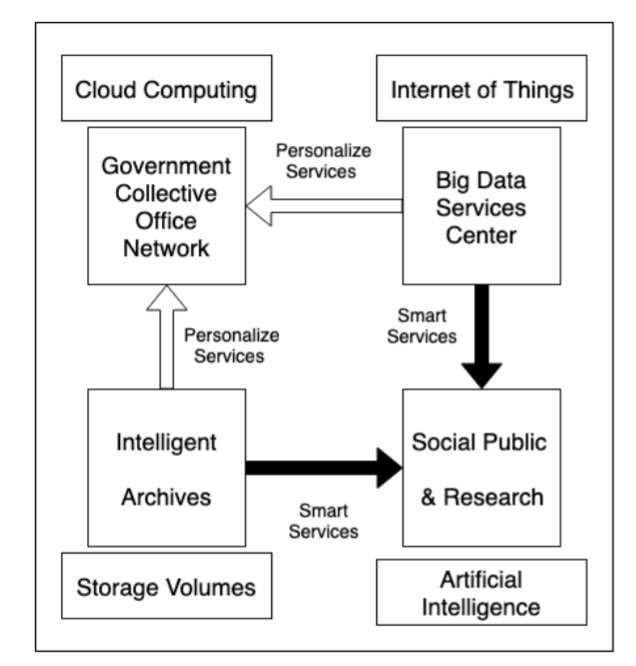 Cloud Computing
Internet of Things
Government
Collective
Office
Network
Personalize
Services
Big Data
Services
Center
Personalize
Services
Smart
Services
Intelligent
Archives
Smart
Services
Social Public
& Research
Storage Volumes
Artificial
Intelligence